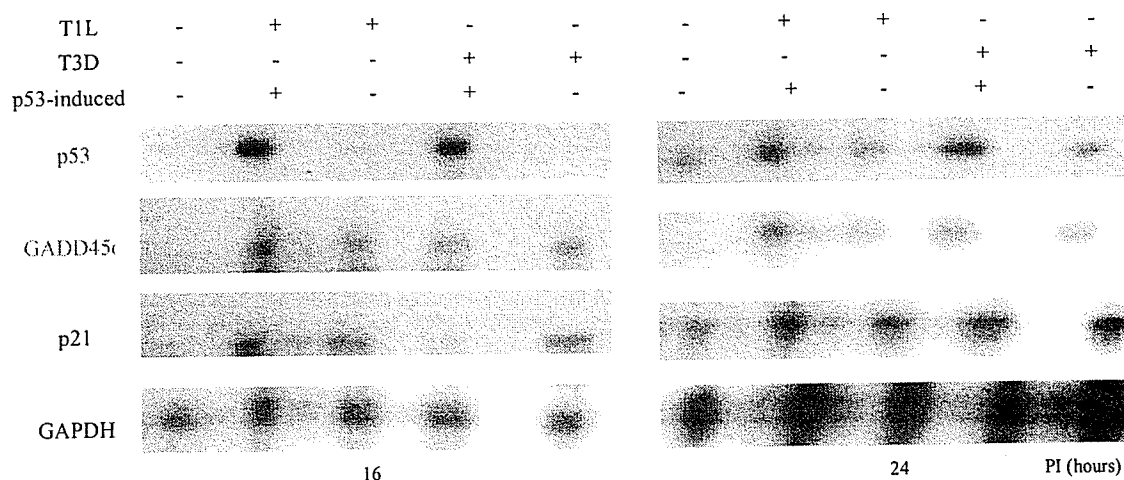 T1L - + + - - - + + - -
T3D - - - + + - - - + +
p53-induced - + - + - - + - + -
p53
GADD45
p21
GAPDH
16 24 PI (hours)